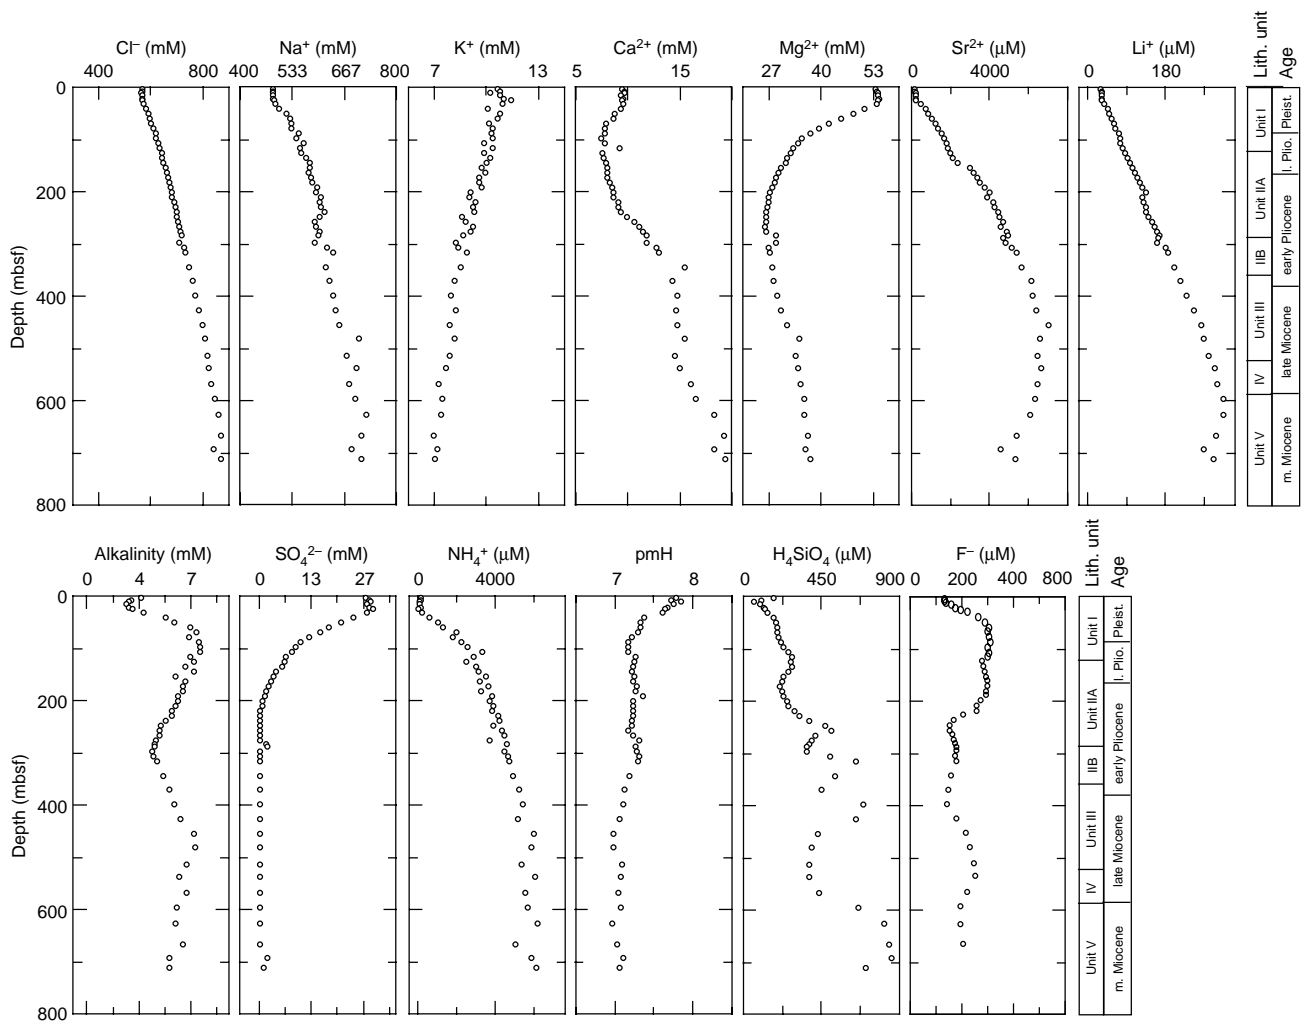 Cl⁻ (mM) Na⁺ (mM) K⁺ (mM) Ca²⁺ (mM) Mg²⁺ (mM) Sr²⁺ (μM) Li⁺ (μM) Lith. unit Age
400 800 400 533 667 800 7 13 5 15 27 40 53 0 4000 0 180
0
200
400
600
800
Depth (mbsf)
Unit I
Unit IIA
IIB
Unit III
IV
Unit V
Pleist.
l. Plio.
early Pliocene
late Miocene
m. Miocene
Alkalinity (mM) SO₄²⁻ (mM) NH₄⁺ (μM) pmH H₄SiO₄ (μM) F⁻ (μM) Lith. unit Age
0 4 7 0 13 27 0 4000 7 8 0 450 900 0 200 400 800
0
200
400
600
800
Depth (mbsf)
Unit I
Unit IIA
IIB
Unit III
IV
Unit V
Pleist.
l. Plio.
early Pliocene
late Miocene
m. Miocene